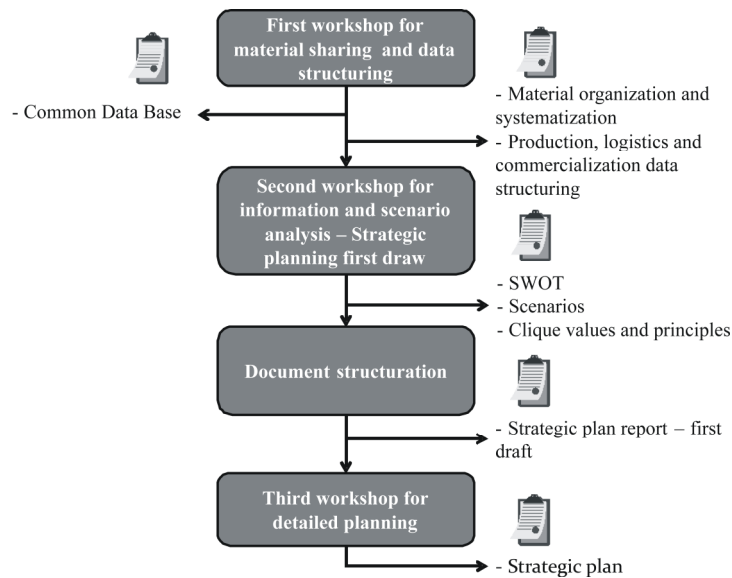 First workshop for
material sharing and data
structuring
- Common Data Base
- Material organization and
systematization
- Production, logistics and
commercialization data
structuring
Second workshop for
information and scenario
analysis – Strategic
planning first draw
- SWOT
- Scenarios
- Clique values and principles
Document structuration
- Strategic plan report – first
draft
Third workshop for
detailed planning
- Strategic plan